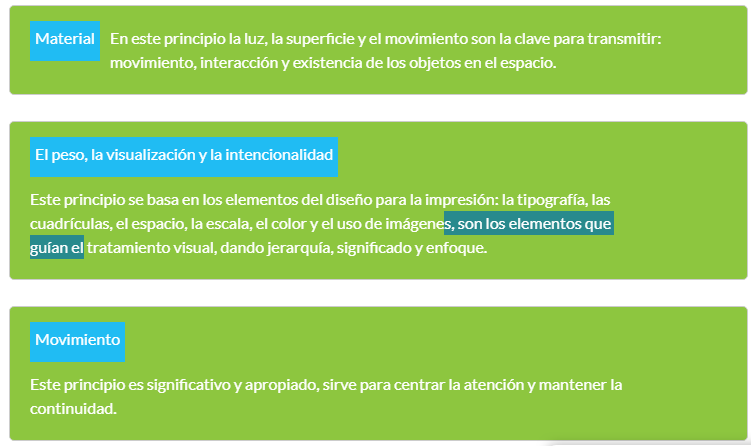 Material En este principio la luz, la superficie y el movimiento son la clave para transmitir:
movimiento, interacción y existencia de los objetos en el espacio.
El peso, la visualización y la intencionalidad
Este principio se basa en los elementos del diseño para la impresión: la tipografía, las
cuadrículas, el espacio, la escala, el color y el uso de imágenes, son los elementos que
guían el tratamiento visual, dando jerarquía, significado y enfoque.
Movimiento
Este principio es significativo y apropiado, sirve para centrar la atención y mantener la
continuidad.